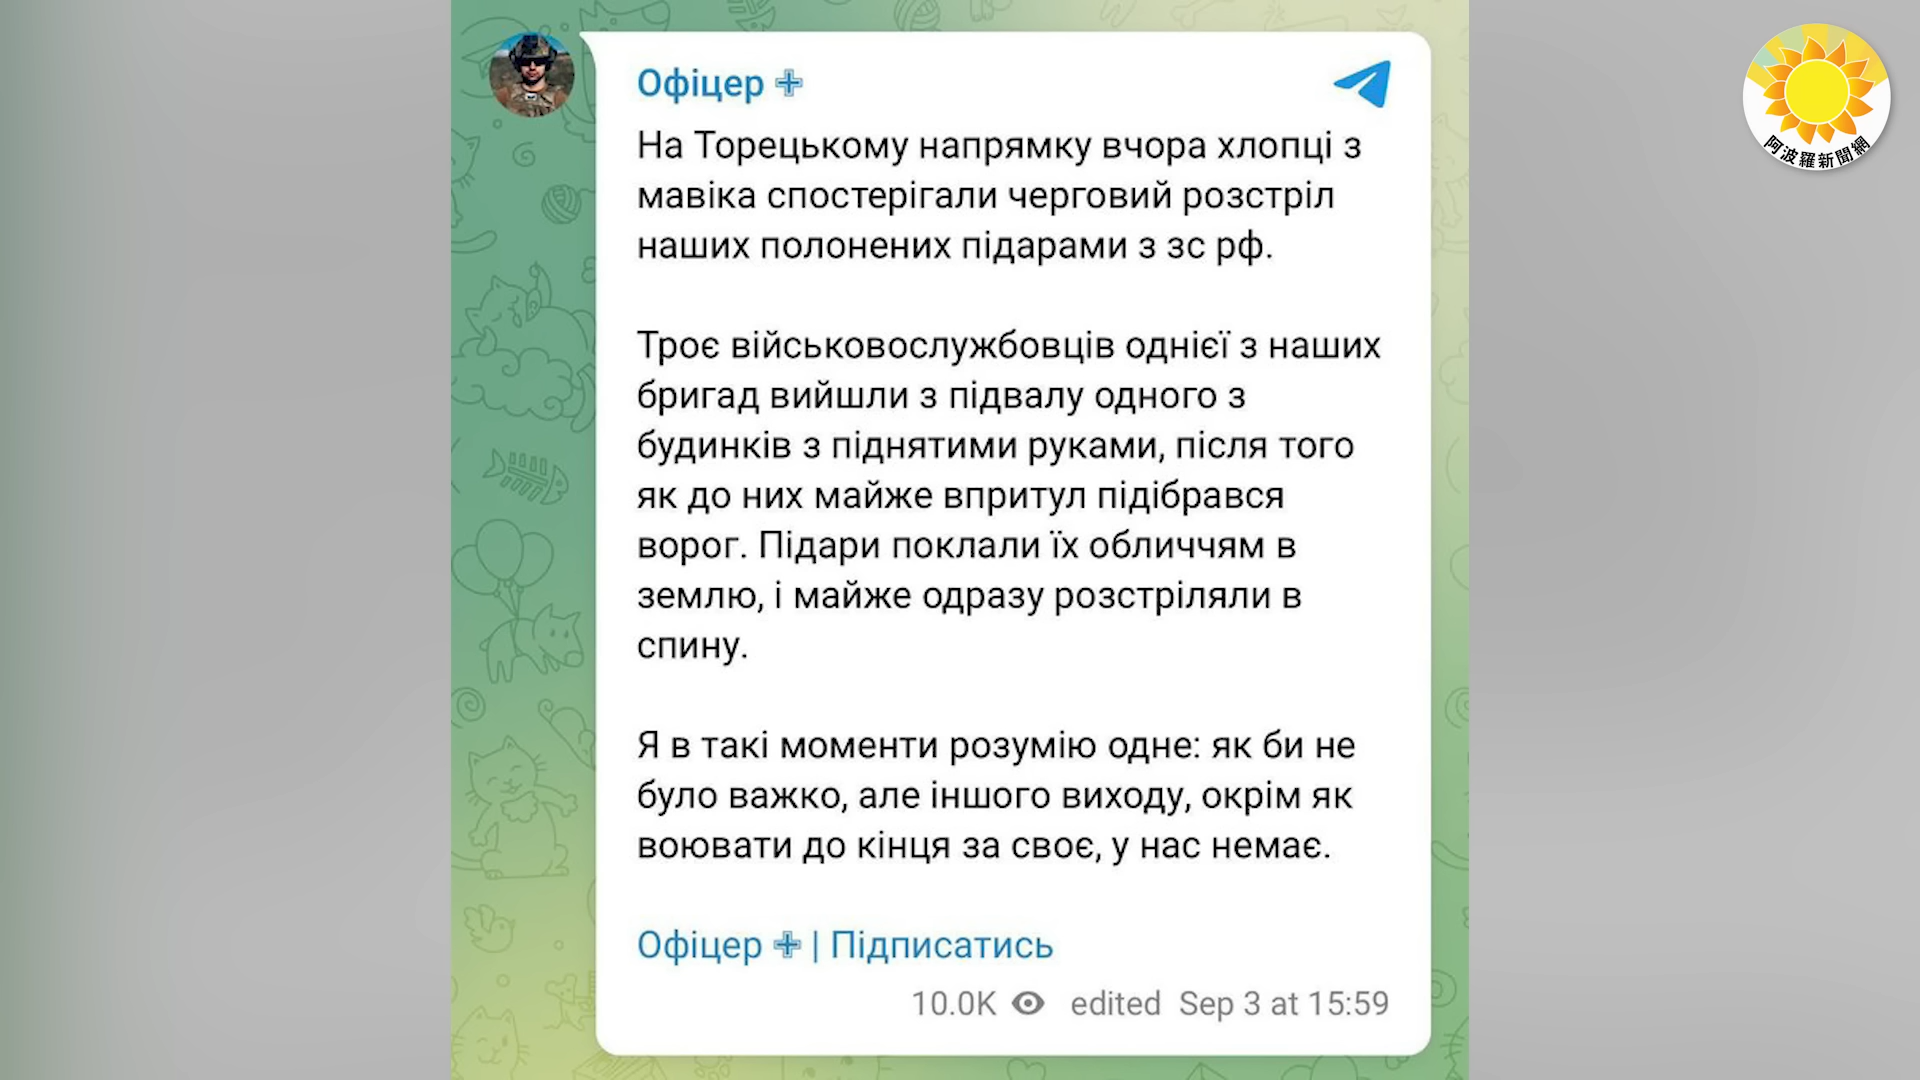 Офіцер
阿波羅新聞網
На Торецькому напрямку вчора хлопці з
мавіка спостерігали черговий розстріл
наших полонених підарами з зс рф.
Троє військовослужбовців однієї з наших
бригад вийшли з підвалу одного з
будинків з піднятими руками, після того
як до них майже впритул підібрався
ворог. Підари поклали їх обличчям в
землю, і майже одразу розстріляли в
спину.
Я в такі моменти розумію одне: як би не
було важко, але іншого виходу, окрім як
воювати до кінця за своє, у нас немає.
Офіцер | Підписатись
10.0K edited Sep 3 at 15:59